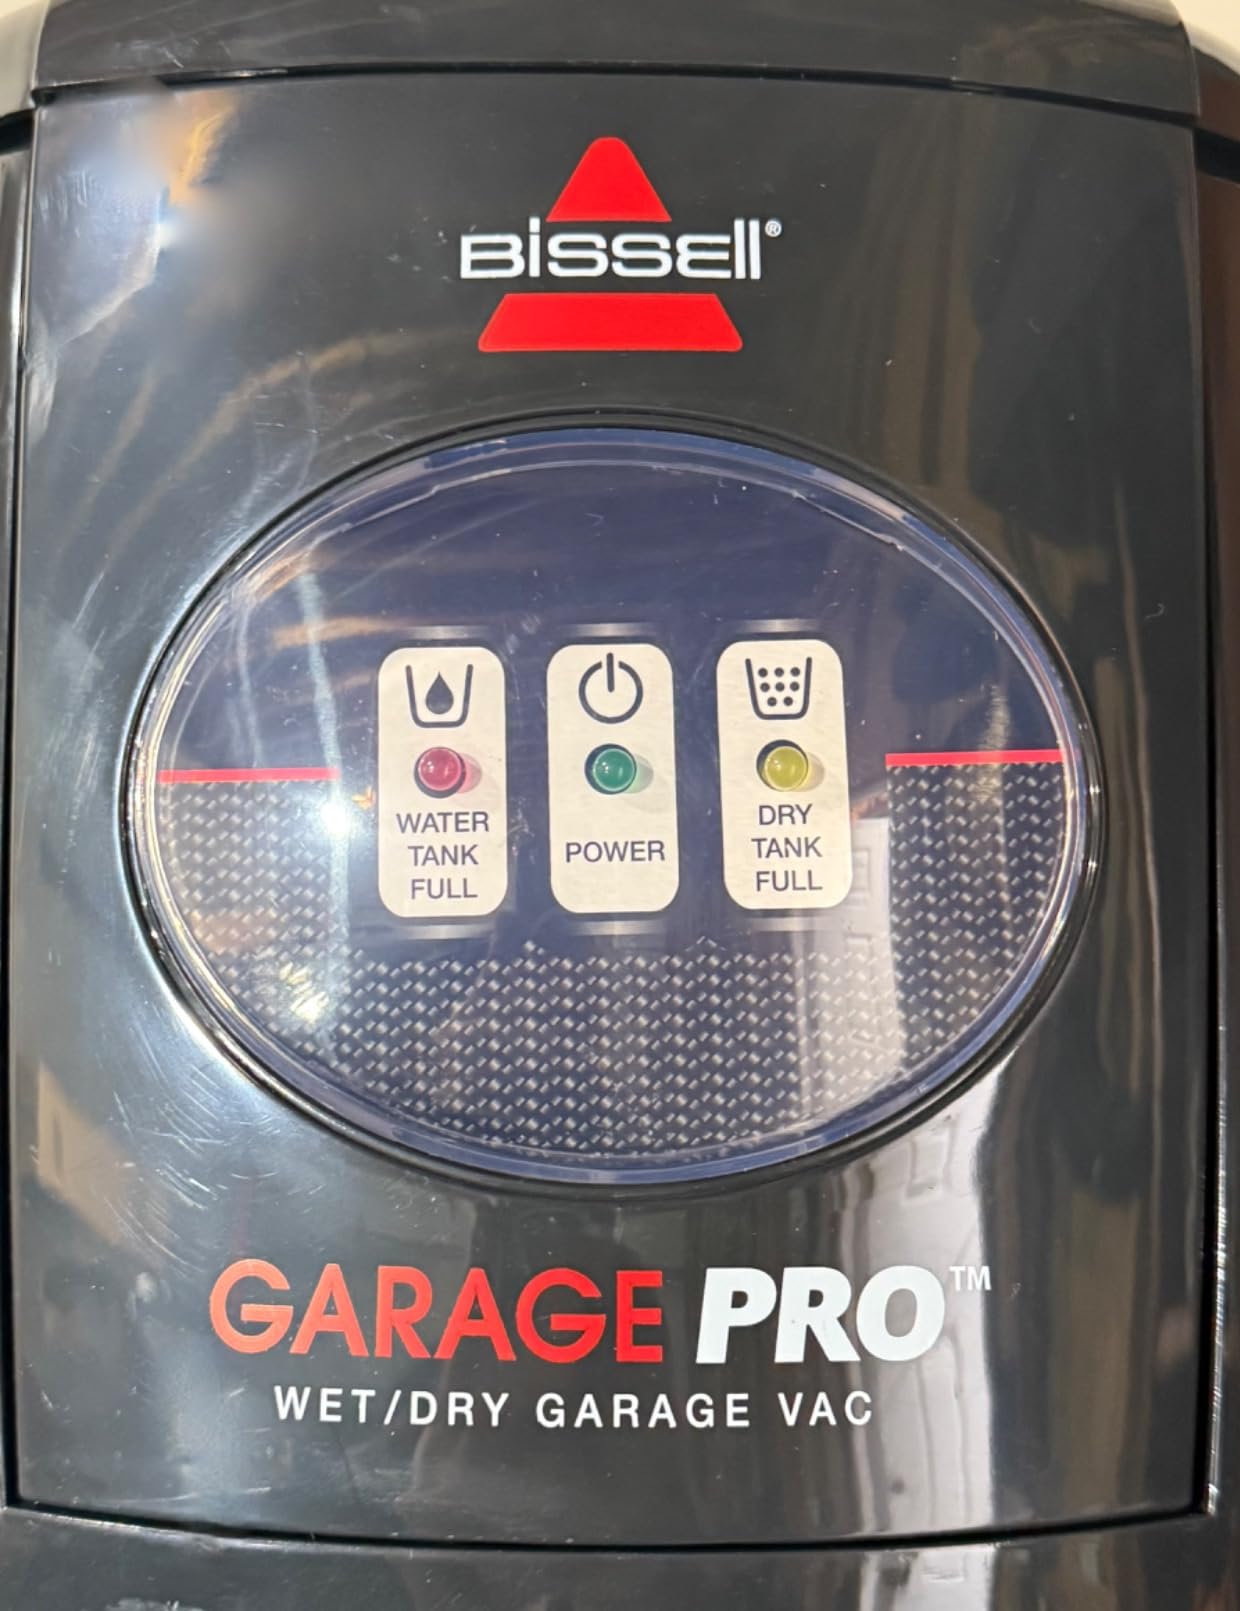 BISSELL®
WATER
TANK
FULL
POWER
DRY
TANK
FULL
GARAGE PRO™
WET/DRY GARAGE VAC